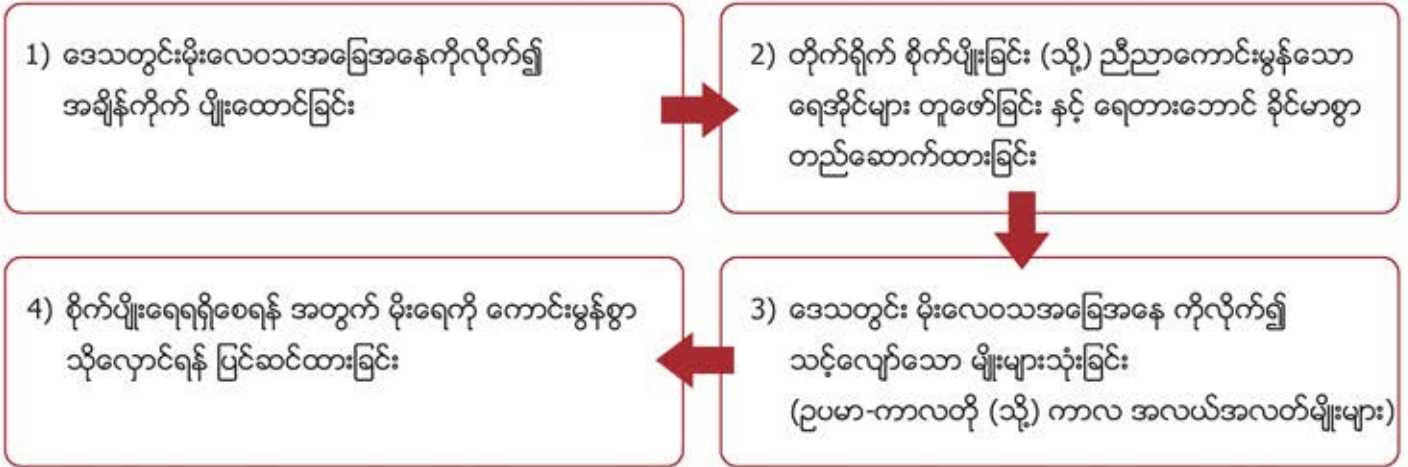 1) ဒေသတွင်းမိုးလေဝသအခြေအနေကိုလိုက်၍
အချိန်ကိုက် ပျိုးထောင်ခြင်း
2) တိုက်ရိုက် စိုက်ပျိုးခြင်း (သို့) ညီညာကောင်းမွန်သော
ရေအိုင်များ တူဖော်ခြင်း နှင့် ရေတားဘောင် ခိုင်မာစွာ
တည်ဆောက်ထားခြင်း
3) ဒေသတွင်း မိုးလေဝသအခြေအနေ ကိုလိုက်၍
သင့်လျော်သော မျိုးများသုံးခြင်း
(ဥပမာ-ကာလတို (သို့) ကာလ အလယ်အလတ်မျိုးများ)
4) စိုက်ပျိုးရေရရှိစေရန် အတွက် မိုးရေကို ကောင်းမွန်စွာ
သိုလှောင်ရန် ပြင်ဆင်ထားခြင်း